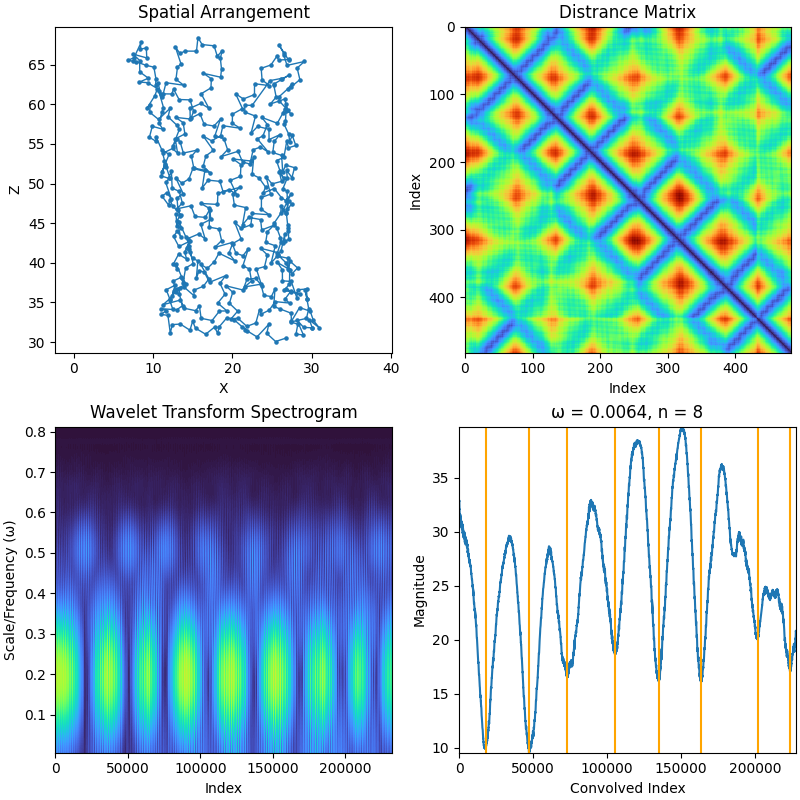 Spatial Arrangement
Z
65
60
55
50
45
40
35
30
0 10 20 30 40
X
Distrance Matrix
Index
0
100
200
300
400
0 100 200 300 400
Index
Wavelet Transform Spectrogram
Scale/Frequency (ω)
0.8
0.7
0.6
0.5
0.4
0.3
0.2
0.1
0 50000 100000 150000 200000
Index
ω = 0.0064, n = 8
Magnitude
35
30
25
20
15
10
0 50000 100000 150000 200000
Convolved Index